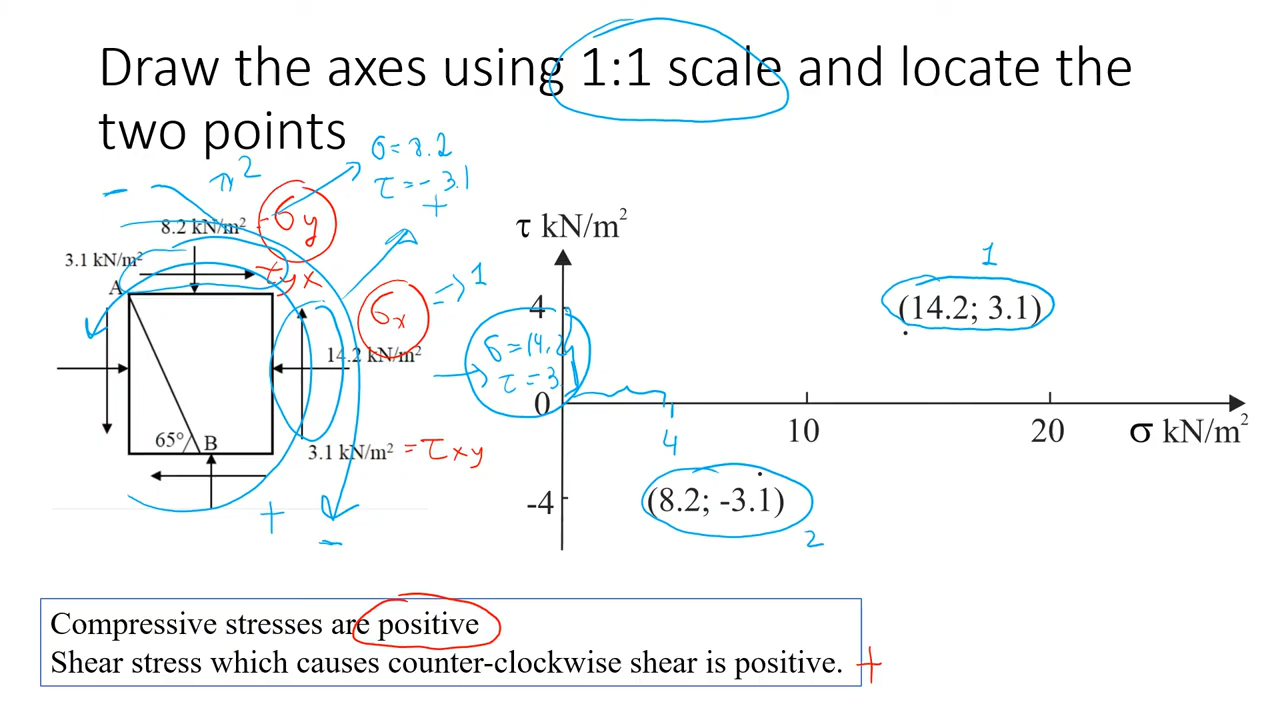 Draw the axes using 1:1 scale and locate the
two points
σ=8.2
τ=-3.1
+
-
2
8.2 kN/m²
= σy
3.1 kN/m²
τyx
A
σx
=> 1
14.2 kN/m²
65°
B
3.1 kN/m² = τxy
+
-
τ kN/m²
4
σ=14.2
τ=3.1
0
4
10
20
σ kN/m²
-4
1
(14.2; 3.1)
(8.2; -3.1)
2
Compressive stresses are positive
Shear stress which causes counter-clockwise shear is positive. +